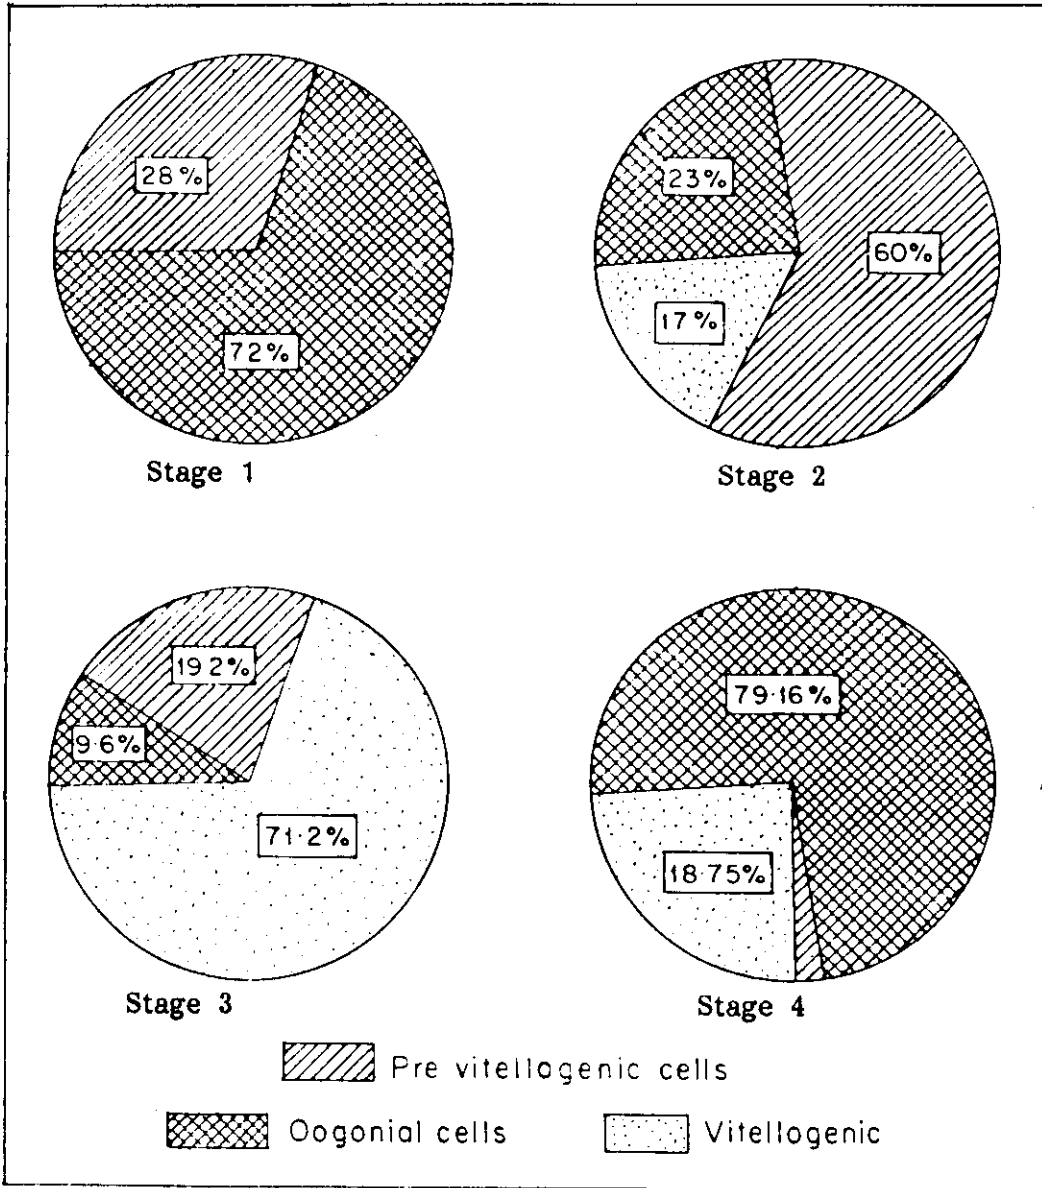 28%
72%
Stage 1
23%
60%
17%
Stage 2
19·2%
9·6%
71·2%
Stage 3
79·16%
18·75%
Stage 4
Pre vitellogenic cells
Oogonial cells
Vitellogenic